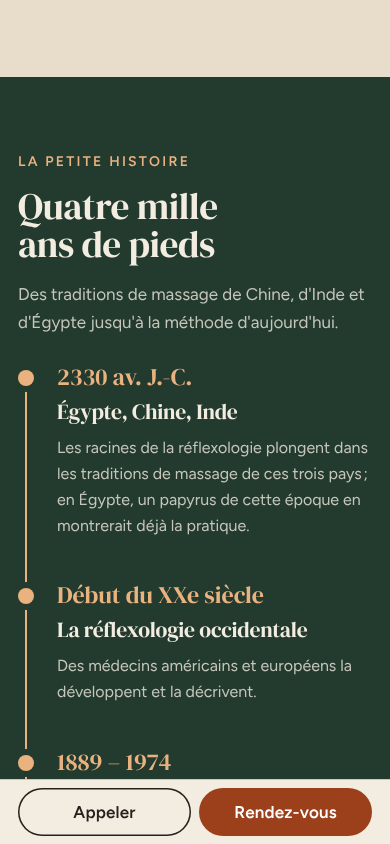 LA PETITE HISTOIRE
Quatre mille
ans de pieds
Des traditions de massage de Chine, d'Inde et
d'Égypte jusqu'à la méthode d'aujourd'hui.
2330 av. J.-C.
Égypte, Chine, Inde
Les racines de la réflexologie plongent dans
les traditions de massage de ces trois pays ;
en Égypte, un papyrus de cette époque en
montrerait déjà la pratique.
Début du XXe siècle
La réflexologie occidentale
Des médecins américains et européens la
développent et la décrivent.
1889 – 1974
Appeler
Rendez-vous